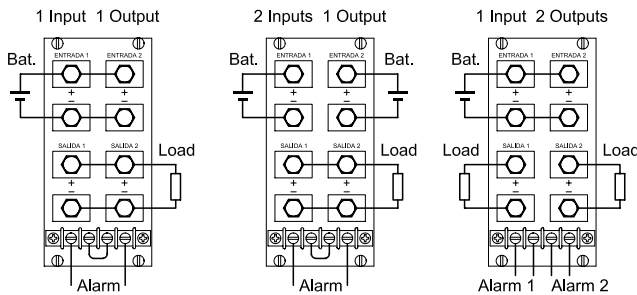 1 Input 1 Output
2 Inputs 1 Output
1 Input 2 Outputs
Bat.
ENTRADA 1
ENTRADA 2
+
−
SALIDA 1
SALIDA 2
+
−
Load
Alarm
Bat.
ENTRADA 1
ENTRADA 2
Bat.
+
−
SALIDA 1
SALIDA 2
+
−
Load
Alarm
Bat.
ENTRADA 1
ENTRADA 2
+
−
Load
SALIDA 1
SALIDA 2
Load
+
−
Alarm 1
Alarm 2